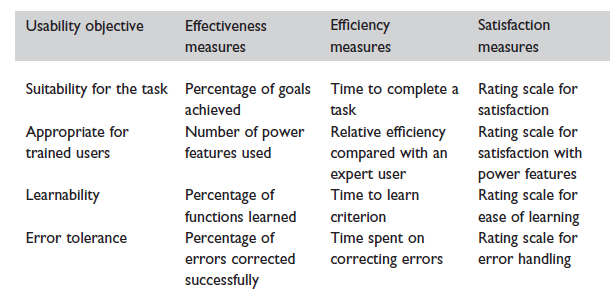 Usability objective Effectiveness measures Efficiency measures Satisfaction measures
Suitability for the task Percentage of goals achieved Time to complete a task Rating scale for satisfaction
Appropriate for trained users Number of power features used Relative efficiency compared with an expert user Rating scale for satisfaction with power features
Learnability Percentage of functions learned Time to learn criterion Rating scale for ease of learning
Error tolerance Percentage of errors corrected successfully Time spent on correcting errors Rating scale for error handling